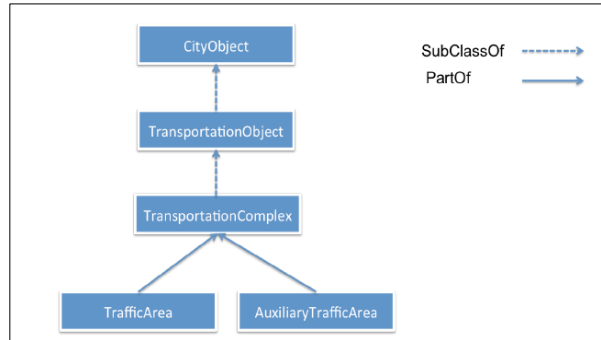 CityObject
SubClassOf
PartOf
TransportationObject
TransportationComplex
TrafficArea
AuxiliaryTrafficArea